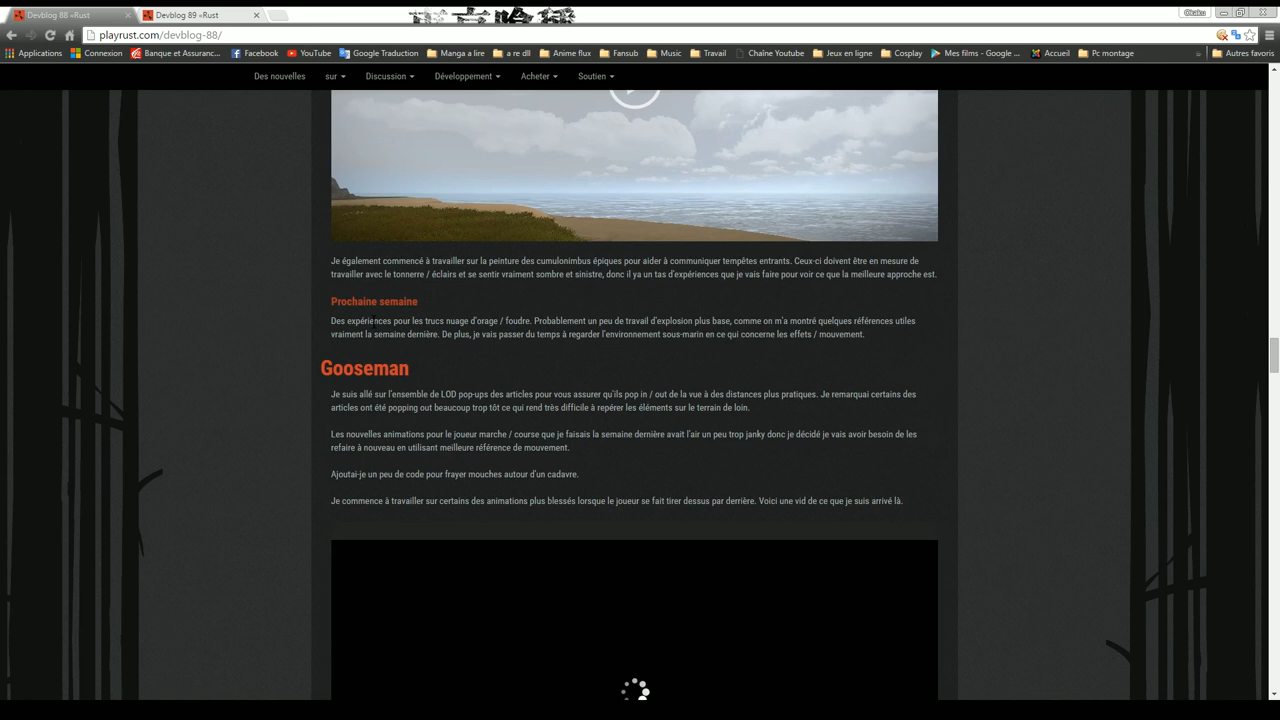 Devblog 88 «Rust
Devblog 89 «Rust
Okaku
playrust.com/devblog-88/
Applications Connexion Banque et Assuranc... Facebook YouTube Google Traduction Manga a lire a re dll Anime flux Fansub Music Travail Chaîne Youtube Jeux en ligne Cosplay Mes films - Google ... Accueil Pc montage » Autres favoris
Des nouvelles sur Discussion Développement Acheter Soutien
Je également commencé à travailler sur la peinture des cumulonimbus épiques pour aider à communiquer tempêtes entrants. Ceux-ci doivent être en mesure de
travailler avec le tonnerre / éclairs et se sentir vraiment sombre et sinistre, donc il ya un tas d'expériences que je vais faire pour voir ce que la meilleure approche est.
Prochaine semaine
Des expériences pour les trucs nuage d'orage / foudre. Probablement un peu de travail d'explosion plus base, comme on m'a montré quelques références utiles
vraiment la semaine dernière. De plus, je vais passer du temps à regarder l'environnement sous-marin en ce qui concerne les effets / mouvement.
Gooseman
Je suis allé sur l'ensemble de LOD pop-ups des articles pour vous assurer qu'ils pop in / out de la vue à des distances plus pratiques. Je remarquai certains des
articles ont été popping out beaucoup trop tôt ce qui rend très difficile à repérer les éléments sur le terrain de loin.
Les nouvelles animations pour le joueur marche / course que je faisais la semaine dernière avait l'air un peu trop janky donc je décidé je vais avoir besoin de les
refaire à nouveau en utilisant meilleure référence de mouvement.
Ajoutai-je un peu de code pour frayer mouches autour d'un cadavre.
Je commence à travailler sur certains des animations plus blessés lorsque le joueur se fait tirer dessus par derrière. Voici une vid de ce que je suis arrivé là.